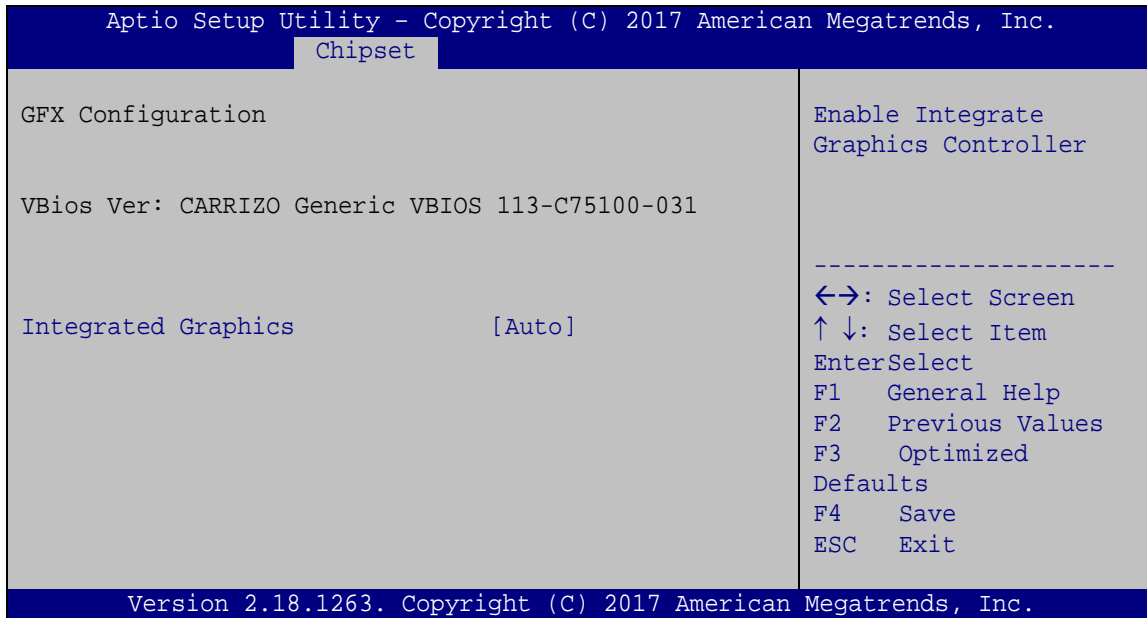 Aptio Setup Utility – Copyright (C) 2017 American Megatrends, Inc.
Chipset
GFX Configuration
VBios Ver: CARRIZO Generic VBIOS 113-C75100-031
Integrated Graphics [Auto]
Enable Integrate
Graphics Controller
---------------------
←→: Select Screen
↑ ↓: Select Item
EnterSelect
F1 General Help
F2 Previous Values
F3 Optimized
Defaults
F4 Save
ESC Exit
Version 2.18.1263. Copyright (C) 2017 American Megatrends, Inc.